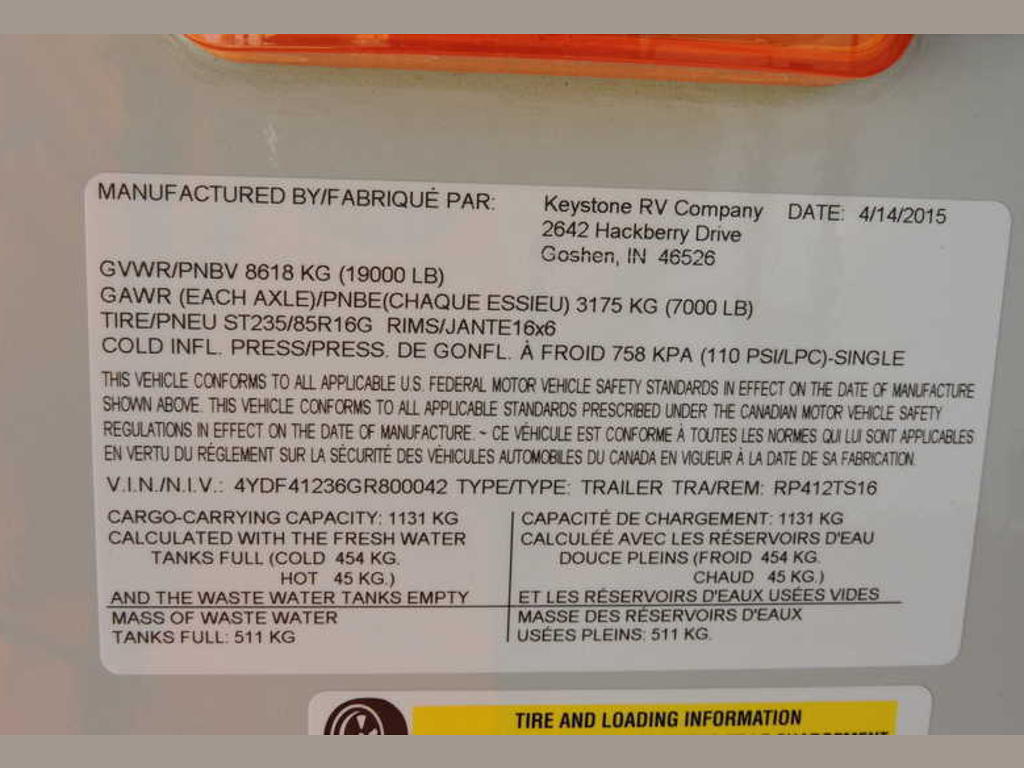 MANUFACTURED BY/FABRIQUÉ PAR: Keystone RV Company DATE: 4/14/2015
2642 Hackberry Drive
Goshen, IN 46526
GVWR/PNBV 8618 KG (19000 LB)
GAWR (EACH AXLE)/PNBE(CHAQUE ESSIEU) 3175 KG (7000 LB)
TIRE/PNEU ST235/85R16G RIMS/JANTE16x6
COLD INFL. PRESS/PRESS. DE GONFL. À FROID 758 KPA (110 PSI/LPC)-SINGLE
THIS VEHICLE CONFORMS TO ALL APPLICABLE U.S. FEDERAL MOTOR VEHICLE SAFETY STANDARDS IN EFFECT ON THE DATE OF MANUFACTURE
SHOWN ABOVE. THIS VEHICLE CONFORMS TO ALL APPLICABLE STANDARDS PRESCRIBED UNDER THE CANADIAN MOTOR VEHICLE SAFETY
REGULATIONS IN EFFECT ON THE DATE OF MANUFACTURE. ~ CE VÉHICULE EST CONFORME À TOUTES LES NORMES QUI LUI SONT APPLICABLES
EN VERTU DU RÉGLEMENT SUR LA SÉCURITÉ DES VÉHICULES AUTOMOBILES DU CANADA EN VIGUEUR À LA DATE DE SA FABRICATION.
V.I.N./N.I.V.: 4YDF41236GR800042 TYPE/TYPE: TRAILER TRA/REM: RP412TS16
CARGO-CARRYING CAPACITY: 1131 KG
CALCULATED WITH THE FRESH WATER
TANKS FULL (COLD 454 KG.
HOT 45 KG.)
AND THE WASTE WATER TANKS EMPTY
MASS OF WASTE WATER
TANKS FULL: 511 KG
CAPACITÉ DE CHARGEMENT: 1131 KG
CALCULÉE AVEC LES RÉSERVOIRS D'EAU
DOUCE PLEINS (FROID 454 KG.
CHAUD 45 KG.)
ET LES RÉSERVOIRS D'EAUX USÉES VIDES
MASSE DES RÉSERVOIRS D'EAUX
USÉES PLEINS: 511 KG.
TIRE AND LOADING INFORMATION